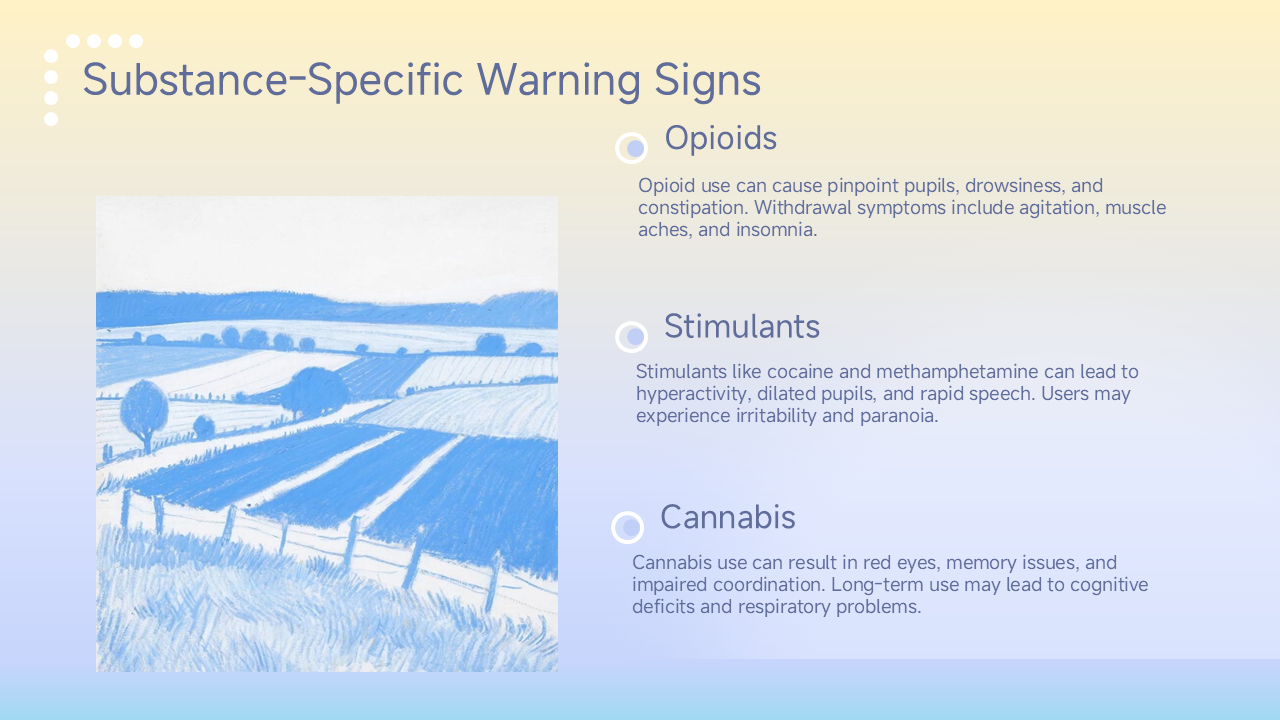 Substance-Specific Warning Signs
Opioids
Opioid use can cause pinpoint pupils, drowsiness, and
constipation. Withdrawal symptoms include agitation, muscle
aches, and insomnia.
Stimulants
Stimulants like cocaine and methamphetamine can lead to
hyperactivity, dilated pupils, and rapid speech. Users may
experience irritability and paranoia.
Cannabis
Cannabis use can result in red eyes, memory issues, and
impaired coordination. Long-term use may lead to cognitive
deficits and respiratory problems.